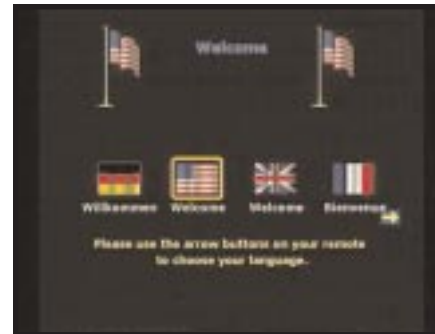 Welcome
Willkommen Welcome Welcome Bienvenue
Please use the arrow buttons on your remote
to choose your language.